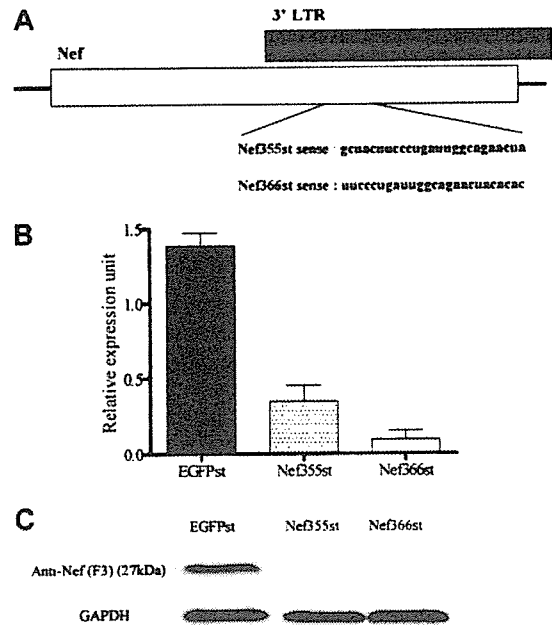 A
3' LTR
Nef
Nef355st sense : gcuacuucccugauuggcagaacua
Nef366st sense : uucccugauuggcagaacuacacac
B
Relative expression unit
1.5
1.0
0.5
0.0
EGFPst Nef355st Nef366st
C
EGFPst Nef355st Nef366st
Anti-Nef (F3) (27kDa)
GAPDH